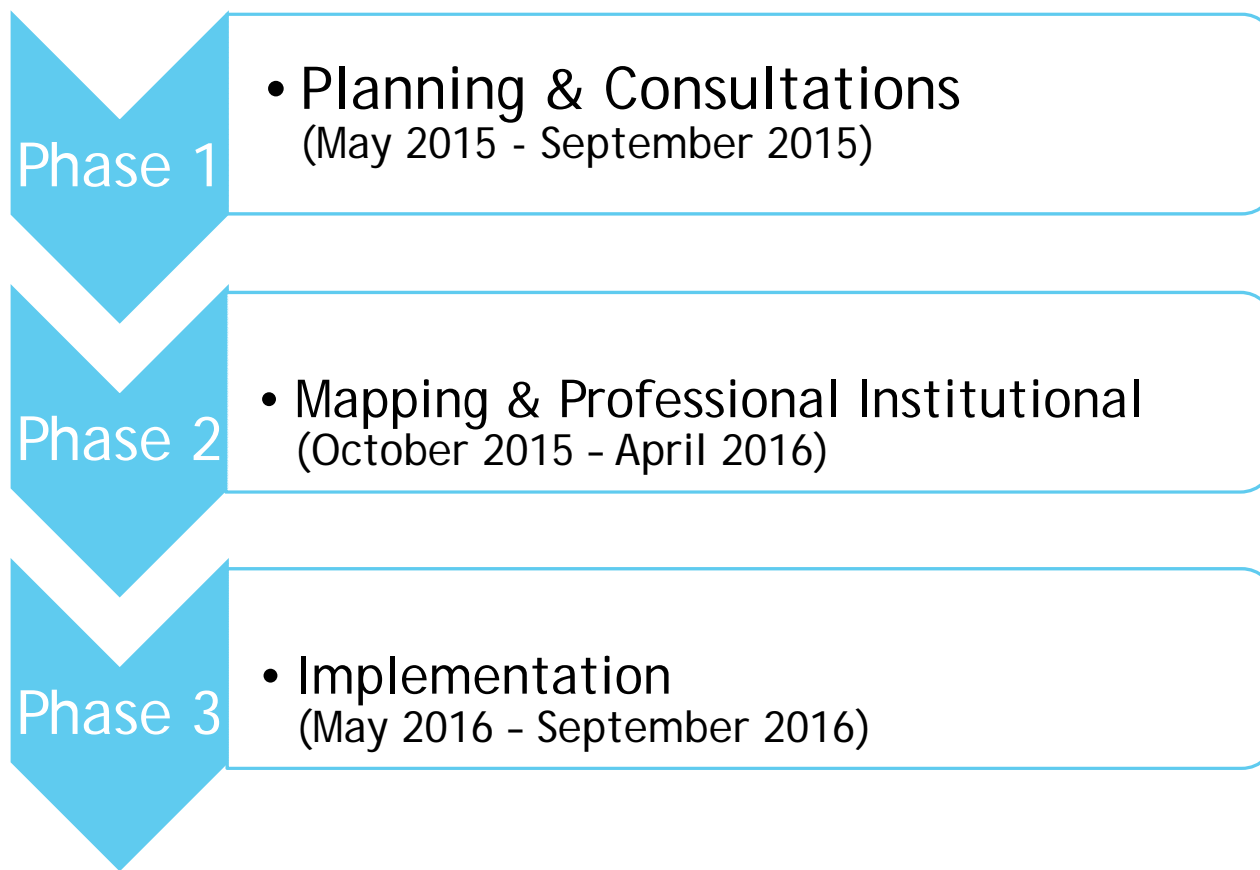 Phase 1
• Planning & Consultations
(May 2015 - September 2015)
Phase 2
• Mapping & Professional Institutional
(October 2015 – April 2016)
Phase 3
• Implementation
(May 2016 – September 2016)